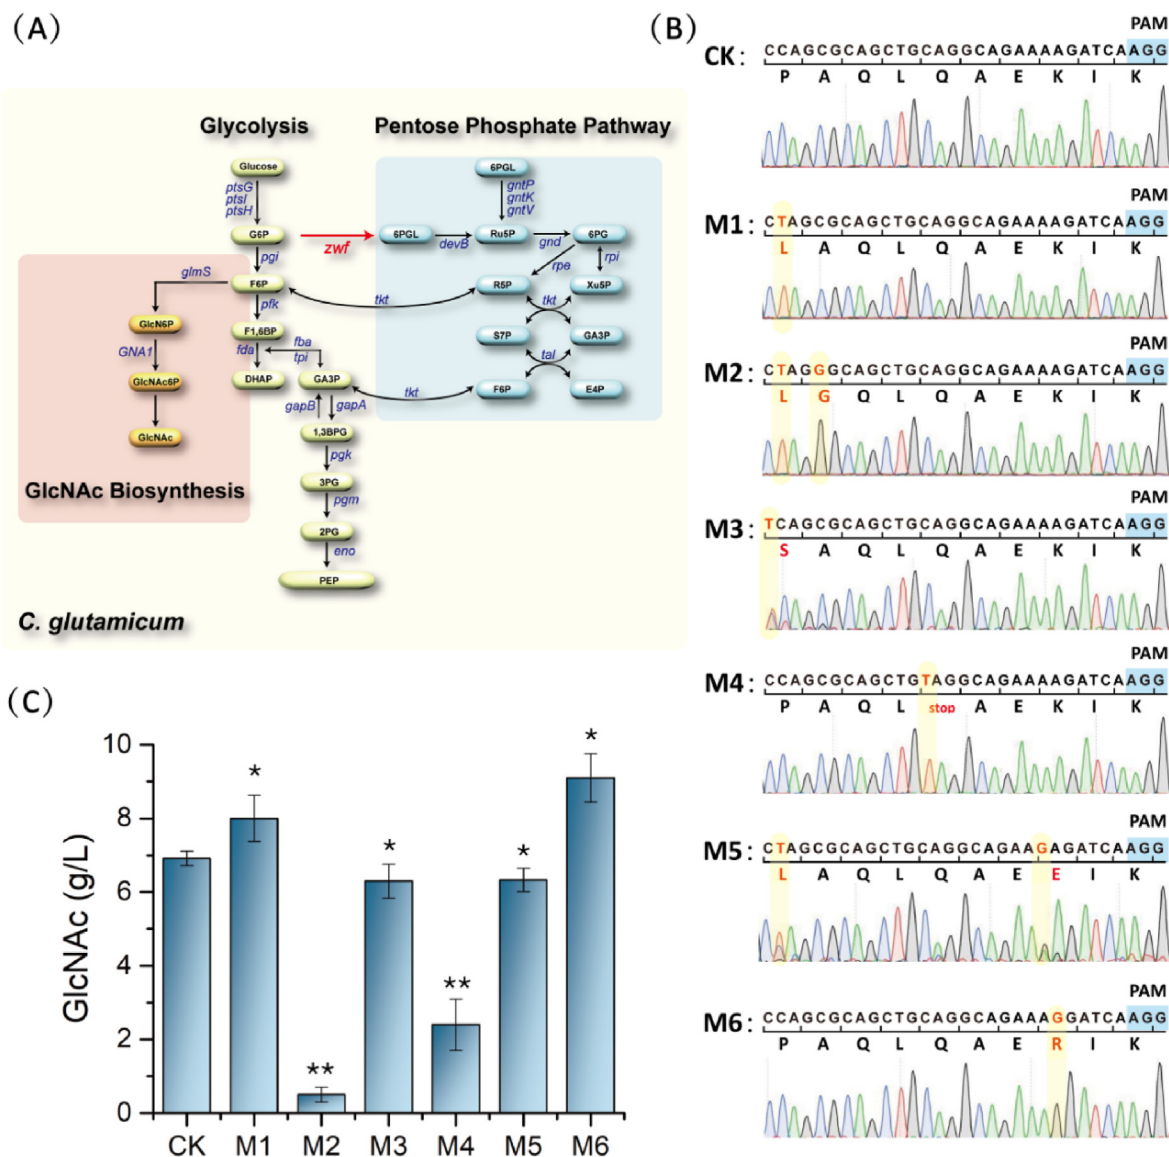 (A)
Glycolysis
Pentose Phosphate Pathway
Glucose
ptsG
ptsI
ptsH
G6P
zwf
6PGL
gntP
gntK
gntV
6PGL
devB
Ru5P
gnd
6PG
pgi
rpe
rpi
glmS
F6P
tkt
R5P
Xu5P
pfk
tkt
GlcN6P
F1,6BP
S7P
GA3P
GNA1
fda
fba
tpi
tal
GlcNAc6P
DHAP
GA3P
tkt
F6P
E4P
gapB
gapA
GlcNAc
1,3BPG
pgk
GlcNAc Biosynthesis
3PG
pgm
2PG
eno
PEP
C. glutamicum
(B)
PAM
CK :
CCAGCGCAGCTGCAGGCAGAAAAGATCAAGG
P A Q L Q A E K I K
PAM
M1 :
CTAGCGCAGCTGCAGGCAGAAAAGATCAAGG
L A Q L Q A E K I K
PAM
M2 :
CTAGGGCAGCTGCAGGCAGAAAAGATCAAGG
L G Q L Q A E K I K
PAM
M3 :
TCAGCGCAGCTGCAGGCAGAAAAGATCAAGG
S A Q L Q A E K I K
PAM
M4 :
CCAGCGCAGCTGTAGGCAGAAAAGATCAAGG
P A Q L stop A E K I K
PAM
M5 :
CTAGCGCAGCTGCAGGCAGAAGAGATCAAGG
L A Q L Q A E E I K
PAM
M6 :
CCAGCGCAGCTGCAGGCAGAAAGGATCAAGG
P A Q L Q A E R I K
(C)
GlcNAc (g/L)
10
8
6
4
2
0
*
**
*
**
*
*
CK M1 M2 M3 M4 M5 M6